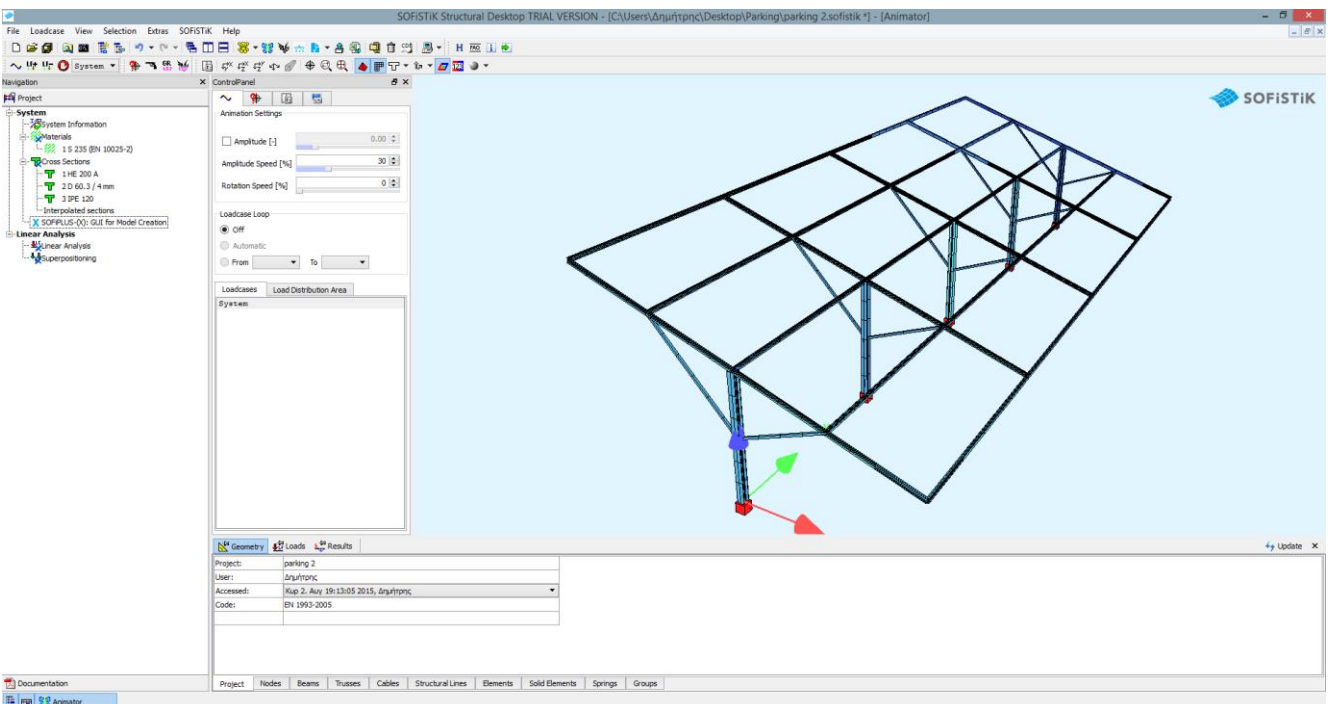 SOFiSTiK Structural Desktop TRIAL VERSION - [C:\Users\Δημήτρης\Desktop\Parking\parking 2.sofistik *] - [Animator]
File Loadcase View Selection Extras SOFiSTiK Help
System
Navigation
ControlPanel
Project
System
System Information
Materials
1 S 235 (EN 10025-2)
Cross Sections
1 HE 200 A
2 D 60.3 / 4 mm
3 IPE 120
Interpolated sections
SOFiPLUS-(X): GUI for Model Creation
Linear Analysis
Linear Analysis
Superpositioning
Animation Settings
Amplitude [-] 0.00
Amplitude Speed [%] 30
Rotation Speed [%] 0
Loadcase Loop
Off
Automatic
From To
Loadcases Load Distribution Area
System
SOFiSTiK
Geometry Loads Results
Update
Project: parking 2
User: Δημήτρης
Accessed: Κυρ 2. Αυγ 19:13:05 2015, Δημήτρης
Code: EN 1993-2005
Documentation
Project Nodes Beams Trusses Cables Structural Lines Elements Solid Elements Springs Groups
Animator